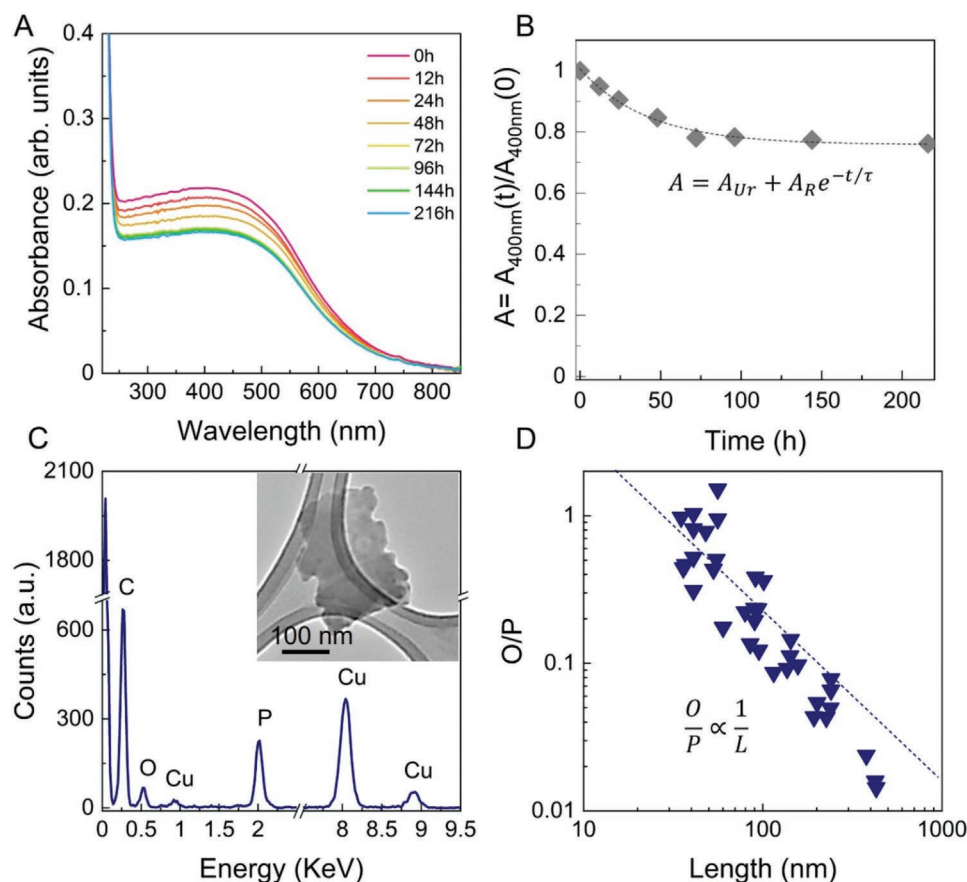 A
0.4
0.3
0.2
0.1
0
300 400 500 600 700 800
Absorbance (arb. units)
Wavelength (nm)
0h
12h
24h
48h
72h
96h
144h
216h
B
1
0.8
0.6
0.4
0.2
0
0 50 100 150 200
A= A400nm(t)/A400nm(0)
Time (h)
A = AUr + ARe−t/τ
C
2100
1800
600
300
0
0 0.5 1 1.5 2 8 8.5 9 9.5
Counts (a.u.)
Energy (KeV)
C
O
Cu
P
Cu
Cu
100 nm
D
1
0.1
0.01
10 100 1000
O/P
Length (nm)
O/P ∝ 1/L